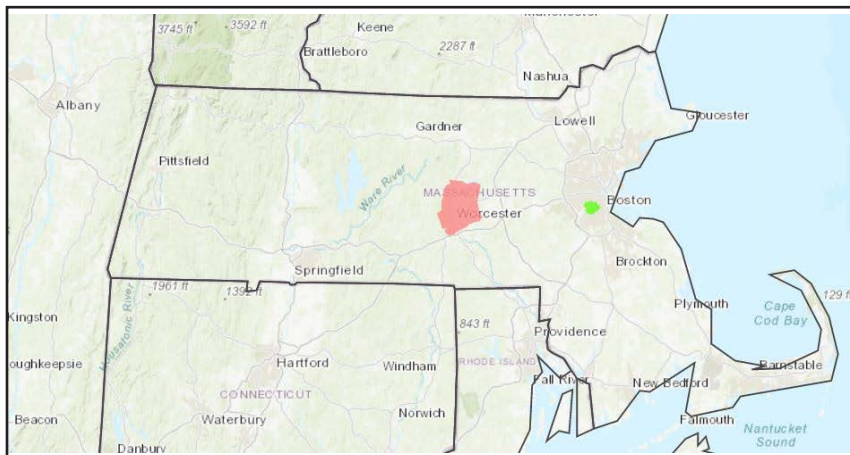 3745 ft
3592 ft
Keene
Brattleboro
2287 ft
Nashua
Albany
Gardner
Lowell
Gloucester
Pittsfield
Ware River
MASSACHUSETTS
Worcester
Boston
Springfield
Brockton
1961 ft
1392 ft
Plymouth
Cape
Cod Bay
129 ft
Kingston
Housatonic River
843 ft
Providence
oughkeepsie
Hartford
Windham
RHODE ISLAND
Fall River
Barnstable
CONNECTICUT
New Bedford
Beacon
Waterbury
Norwich
Falmouth
Nantucket
Sound
Danbury